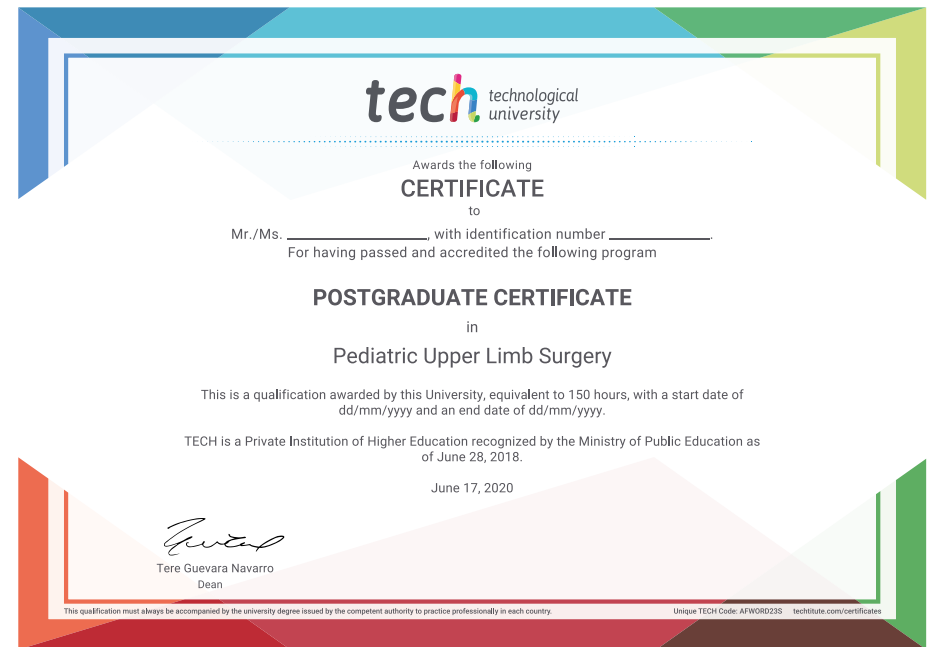 tech technological
university
Awards the following
CERTIFICATE
to
Mr./Ms. ____________________, with identification number ______________.
For having passed and accredited the following program
POSTGRADUATE CERTIFICATE
in
Pediatric Upper Limb Surgery
This is a qualification awarded by this University, equivalent to 150 hours, with a start date of
dd/mm/yyyy and an end date of dd/mm/yyyy.
TECH is a Private Institution of Higher Education recognized by the Ministry of Public Education as
of June 28, 2018.
June 17, 2020
Tere Guevara Navarro
Dean
This qualification must always be accompanied by the university degree issued by the competent authority to practice professionally in each country. Unique TECH Code: AFWORD23S techtitute.com/certificates